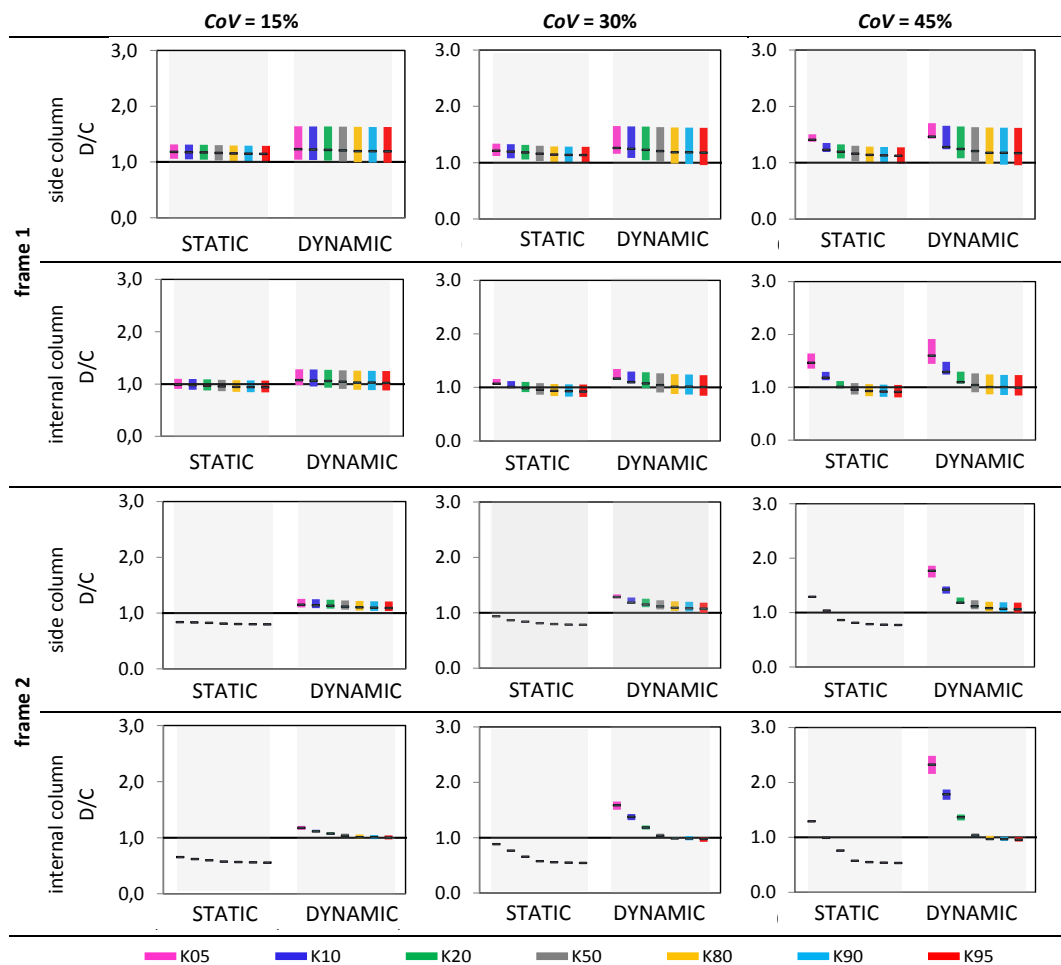 CoV = 15%
CoV = 30%
CoV = 45%
frame 1
side column
D/C
3,0
2,0
1,0
0,0
STATIC
DYNAMIC
3.0
2.0
1.0
0.0
STATIC
DYNAMIC
3.0
2.0
1.0
0.0
STATIC
DYNAMIC
internal column
D/C
3,0
2,0
1,0
0,0
STATIC
DYNAMIC
3.0
2.0
1.0
0.0
STATIC
DYNAMIC
3.0
2.0
1.0
0.0
STATIC
DYNAMIC
frame 2
side column
D/C
3,0
2,0
1,0
0.0
STATIC
DYNAMIC
3.0
2.0
1.0
0.0
STATIC
DYNAMIC
3.0
2.0
1.0
0.0
STATIC
DYNAMIC
internal column
D/C
3,0
2,0
1,0
0,0
STATIC
DYNAMIC
3.0
2.0
1.0
0.0
STATIC
DYNAMIC
3.0
2.0
1.0
0.0
STATIC
DYNAMIC
K05
K10
K20
K50
K80
K90
K95